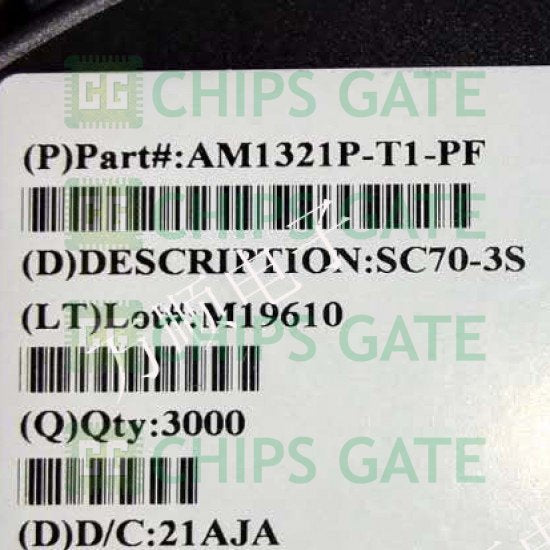 CHIPS GATE
(P)Part#:AM1321P-T1-PF
CHIPS GATE
(D)DESCRIPTION:SC70-3S
(LT)Lot#:M19610
CHIPS GATE
(Q)Qty:3000
CHIPS GATE
(D)D/C:21AJA